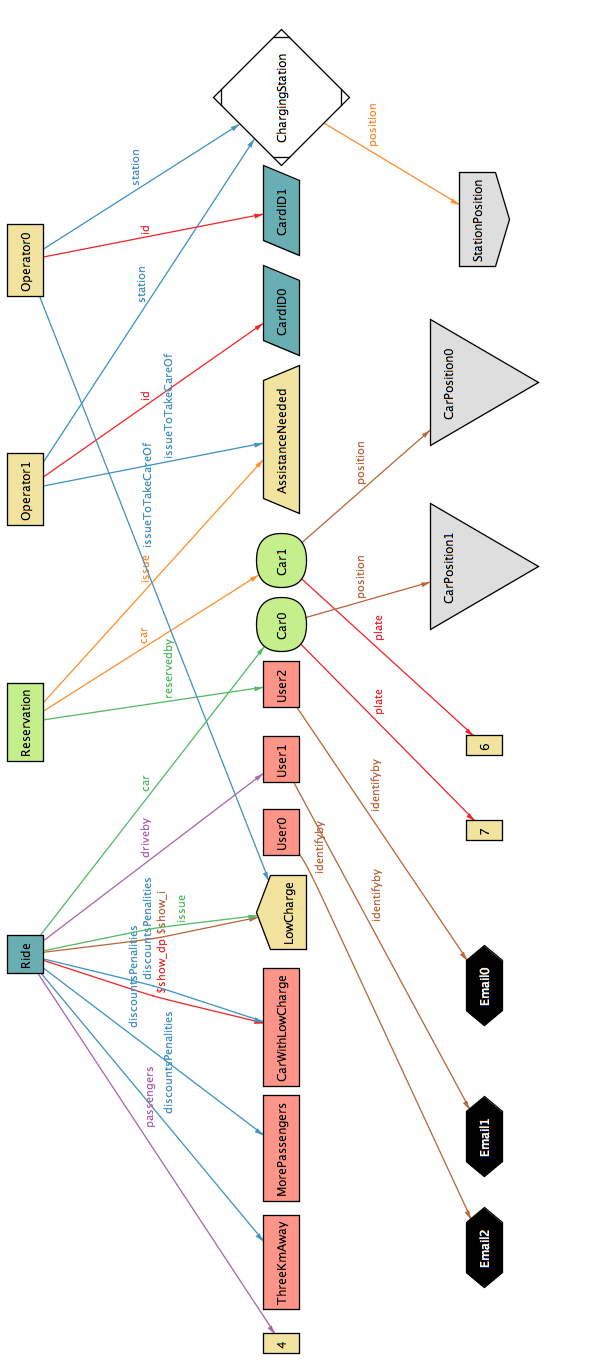 ChargingStation
position
station
StationPosition
CardID1
Operator0
id
station
CardID0
CarPosition0
issueToTakeCareOf
id
AssistanceNeeded
Operator1
issueToTakeCareOf
position
Car1
issue
CarPosition1
position
Car0
car
plate
reservedby
User2
Reservation
plate
6
User1
car
identifyby
7
User0
driveby
identifyby
LowCharge
issue
identifyby
$show_i
discountsPenalities
Ride
discountsPenalities
$show_dp
Email0
CarWithLowCharge
discountsPenalities
passengers
MorePassengers
Email1
ThreeKmAway
Email2
4